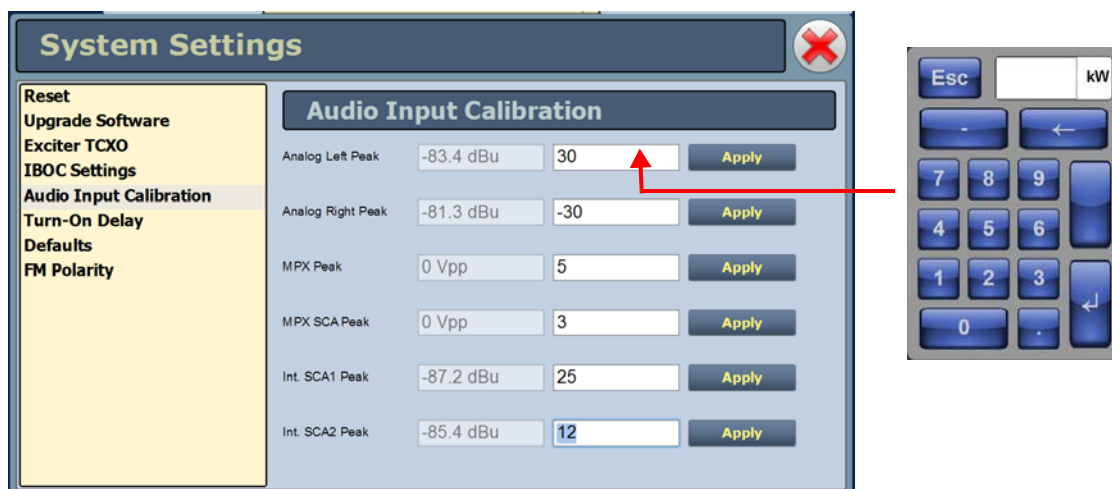 System Settings
Reset
Upgrade Software
Exciter TCXO
IBOC Settings
Audio Input Calibration
Turn-On Delay
Defaults
FM Polarity
Audio Input Calibration
Analog Left Peak -83.4 dBu 30 Apply
Analog Right Peak -81.3 dBu -30 Apply
MPX Peak 0 Vpp 5 Apply
MPX SCA Peak 0 Vpp 3 Apply
Int. SCA1 Peak -87.2 dBu 25 Apply
Int. SCA2 Peak -85.4 dBu 12 Apply
Esc kW
- ←
7 8 9
4 5 6
1 2 3
0 . ↵